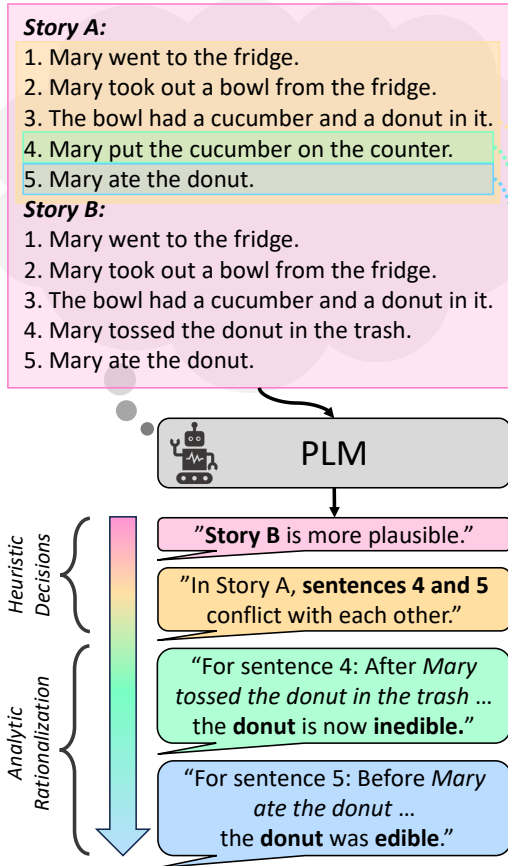 Story A:
1. Mary went to the fridge.
2. Mary took out a bowl from the fridge.
3. The bowl had a cucumber and a donut in it.
4. Mary put the cucumber on the counter.
5. Mary ate the donut.
Story B:
1. Mary went to the fridge.
2. Mary took out a bowl from the fridge.
3. The bowl had a cucumber and a donut in it.
4. Mary tossed the donut in the trash.
5. Mary ate the donut.
PLM
Heuristic
Decisions
”Story B is more plausible.”
”In Story A, sentences 4 and 5
conflict with each other.”
Analytic
Rationalization
“For sentence 4: After Mary
tossed the donut in the trash …
the donut is now inedible.”
“For sentence 5: Before Mary
ate the donut …
the donut was edible.”